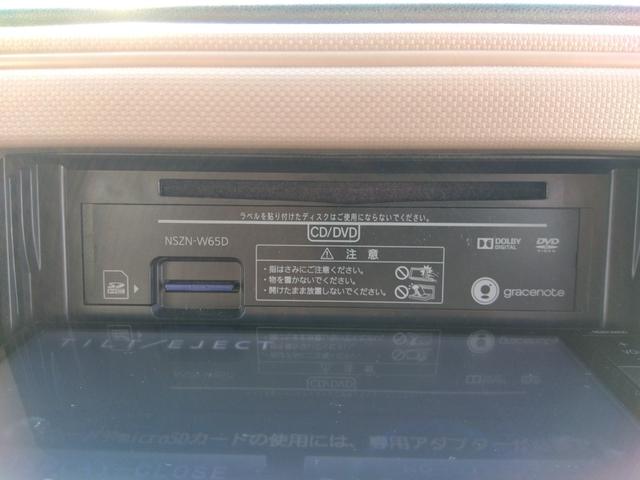 ラベルを貼り付けたディスクはご使用にならないでください。
CD/DVD
NSZN-W65D
注意
・指はさみにご注意ください。
・物を置かないでください。
・開けたまま放置しないでください。
DOLBY
DIGITAL
DVD
VIDEO
SD
gracenote
TILT/EJECT
microSDカードの使用には、専用アダプター